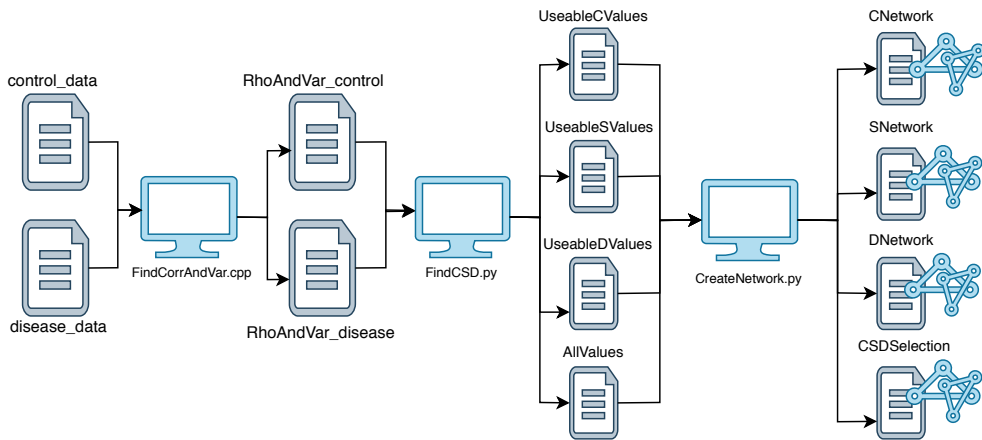 control_data
disease_data
FindCorrAndVar.cpp
RhoAndVar_control
RhoAndVar_disease
FindCSD.py
UseableCValues
UseableSValues
UseableDValues
AllValues
CreateNetwork.py
CNetwork
SNetwork
DNetwork
CSDSelection